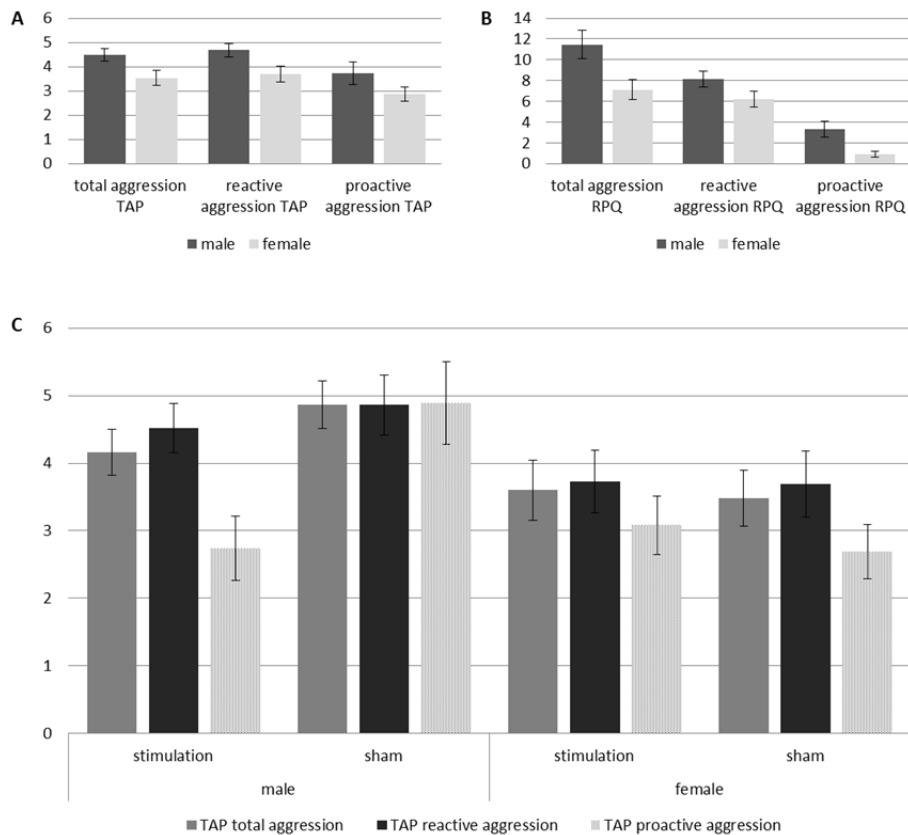 A
6
5
4
3
2
1
0
total aggression TAP
reactive aggression TAP
proactive aggression TAP
male female
B
14
12
10
8
6
4
2
0
total aggression RPQ
reactive aggression RPQ
proactive aggression RPQ
male female
C
6
5
4
3
2
1
0
stimulation sham stimulation sham
male female
TAP total aggression TAP reactive aggression TAP proactive aggression